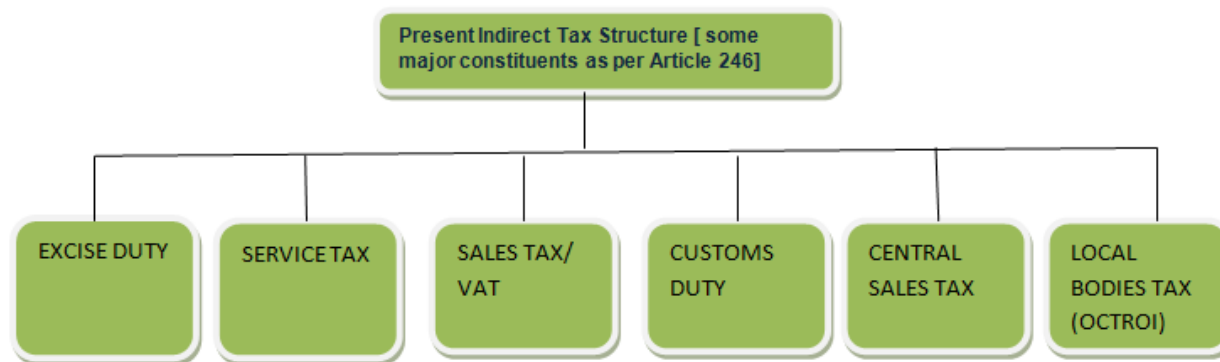 Present Indirect Tax Structure [ some
major constituents as per Article 246]
EXCISE DUTY
SERVICE TAX
SALES TAX/
VAT
CUSTOMS
DUTY
CENTRAL
SALES TAX
LOCAL
BODIES TAX
(OCTROI)